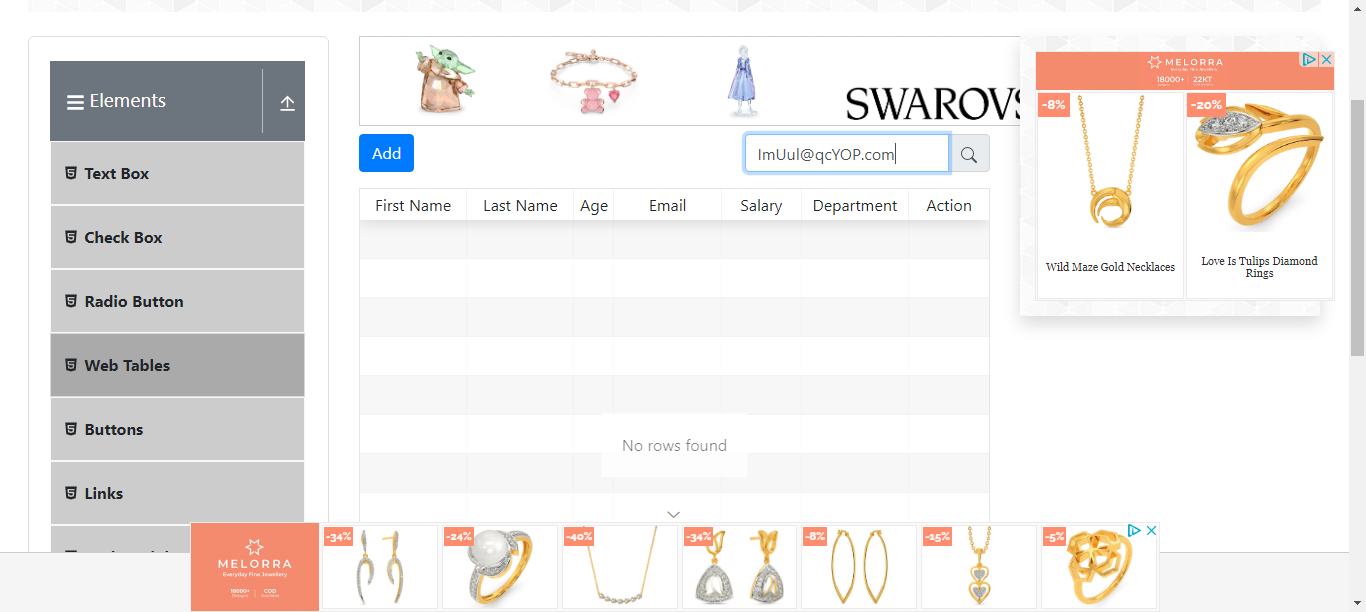 Elements
Text Box
Check Box
Radio Button
Web Tables
Buttons
Links
SWAROVS
Add
ImUul@qcYOP.com
First Name Last Name Age Email Salary Department Action
No rows found
MELORRA
Everyday Fine Jewellery
18000+ 22KT
-8%
-20%
Wild Maze Gold Necklaces
Love Is Tulips Diamond
Rings
MELORRA
Everyday Fine Jewellery
18000+ COD
-34%
-24%
-40%
-34%
-8%
-15%
-5%